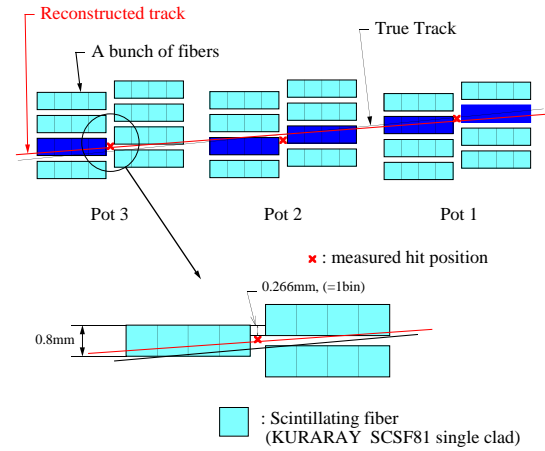 Reconstructed track
True Track
A bunch of fibers
Pot 3
Pot 2
Pot 1
: measured hit position
0.266mm, (=1bin)
0.8mm
: Scintillating fiber
(KURARAY SCSF81 single clad)